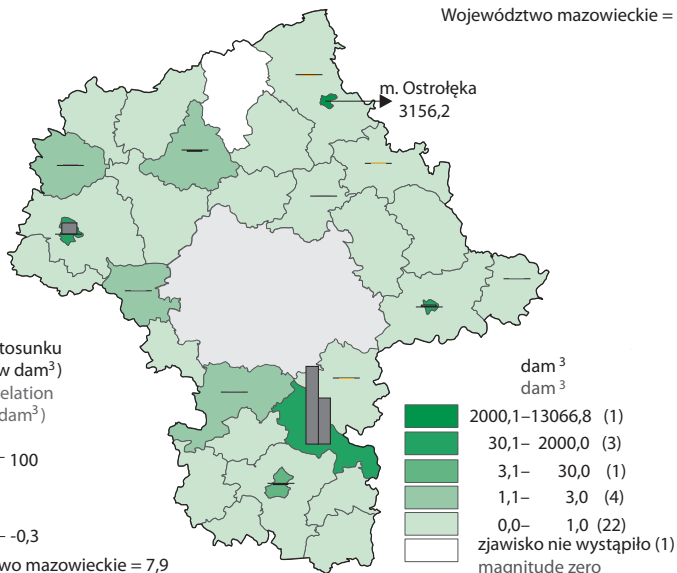 Województwo mazowieckie =
m. Ostrołęka
3156,2
tosunku
w dam³)
elation
dam³)
100
-0,3
wo mazowieckie = 7,9
dam ³
dam ³
2000,1–13066,8 (1)
30,1– 2000,0 (3)
3,1– 30,0 (1)
1,1– 3,0 (4)
0,0– 1,0 (22)
zjawisko nie wystąpiło (1)
magnitude zero